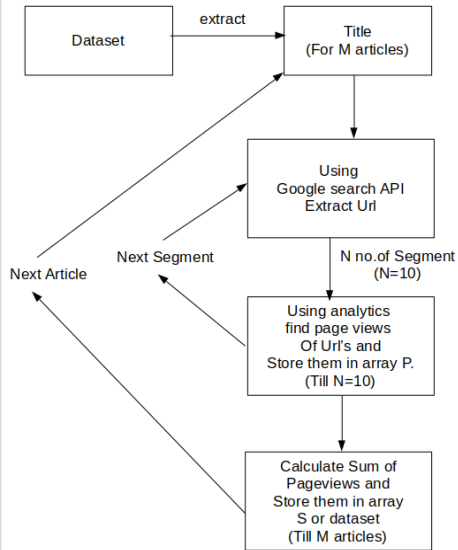 Dataset
extract
Title
(For M articles)
Using
Google search API
Extract Url
Next Segment
Next Article
N no.of Segment
(N=10)
Using analytics
find page views
Of Url's and
Store them in array P.
(Till N=10)
Calculate Sum of
Pageviews and
Store them in array
S or dataset
(Till M articles)